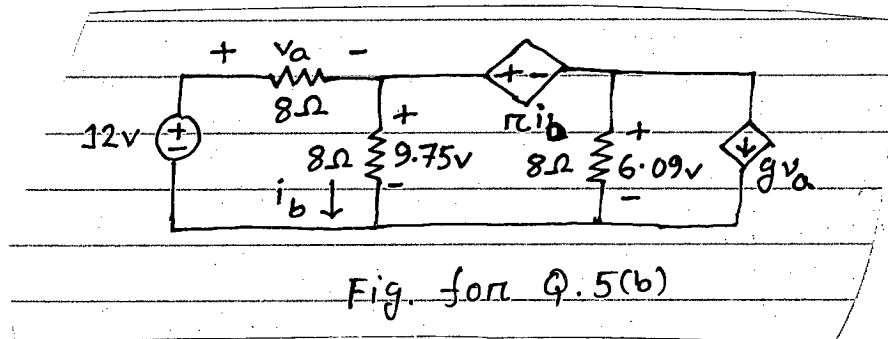 + va -
8Ω
12v
+
-
8Ω
+
9.75v
-
ib ↓
+ -
rib
8Ω
+
6.09v
-
↓ gva
Fig. for Q.5(b)